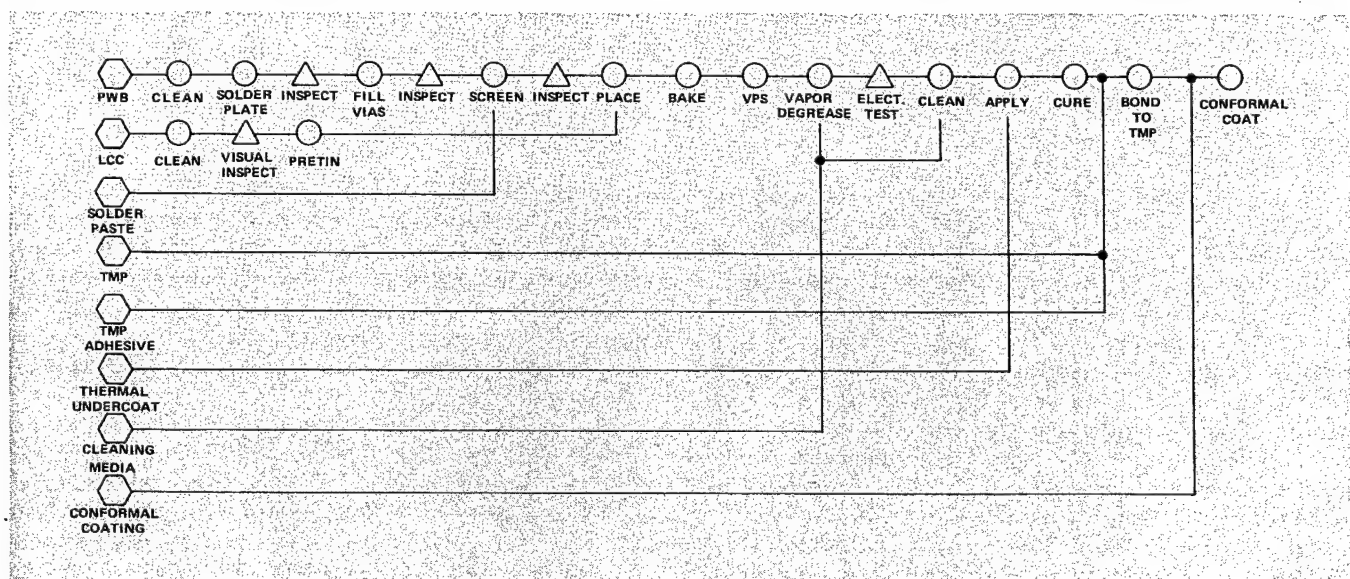 PWB
CLEAN
SOLDER
PLATE
INSPECT
FILL
VIAS
INSPECT
SCREEN
INSPECT
PLACE
BAKE
VPS
VAPOR
DEGREASE
ELECT.
TEST
CLEAN
APPLY
CURE
BOND
TO
TMP
CONFORMAL
COAT
LCC
CLEAN
VISUAL
INSPECT
PRETIN
SOLDER
PASTE
TMP
TMP
ADHESIVE
THERMAL
UNDERCOAT
CLEANING
MEDIA
CONFORMAL
COATING